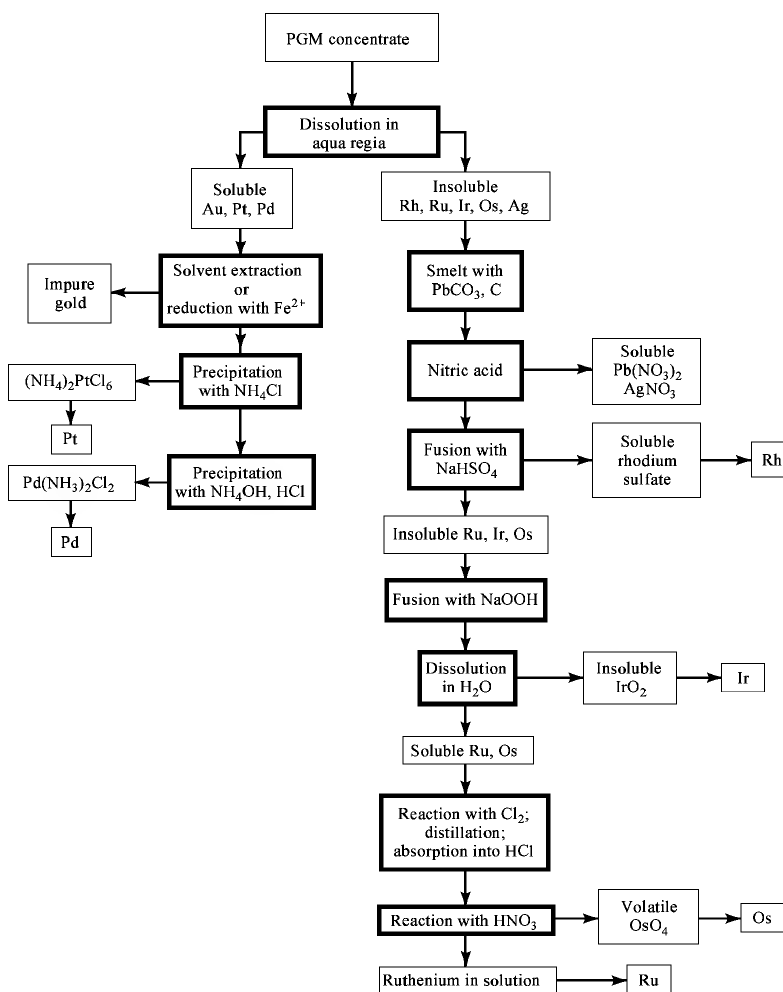 PGM concentrate
Dissolution in
aqua regia
Soluble
Au, Pt, Pd
Insoluble
Rh, Ru, Ir, Os, Ag
Solvent extraction
or
reduction with Fe²⁺
Impure
gold
Smelt with
PbCO₃, C
Precipitation
with NH₄Cl
(NH₄)₂PtCl₆
Pt
Nitric acid
Soluble
Pb(NO₃)₂
AgNO₃
Precipitation
with NH₄OH, HCl
Pd(NH₃)₂Cl₂
Pd
Fusion with
NaHSO₄
Soluble
rhodium
sulfate
Rh
Insoluble Ru, Ir, Os
Fusion with NaOOH
Dissolution
in H₂O
Insoluble
IrO₂
Ir
Soluble Ru, Os
Reaction with Cl₂;
distillation;
absorption into HCl
Reaction with HNO₃
Volatile
OsO₄
Os
Ruthenium in solution
Ru